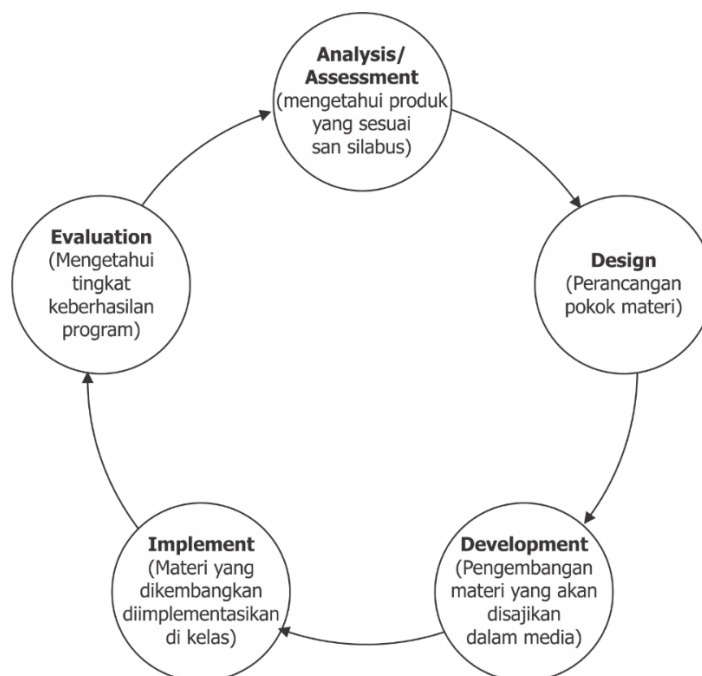 Analysis/
Assessment
(mengetahui produk
yang sesuai
san silabus)
Design
(Perancangan
pokok materi)
Development
(Pengembangan
materi yang akan
disajikan
dalam media)
Implement
(Materi yang
dikembangkan
diimplementasikan
di kelas)
Evaluation
(Mengetahui
tingkat
keberhasilan
program)